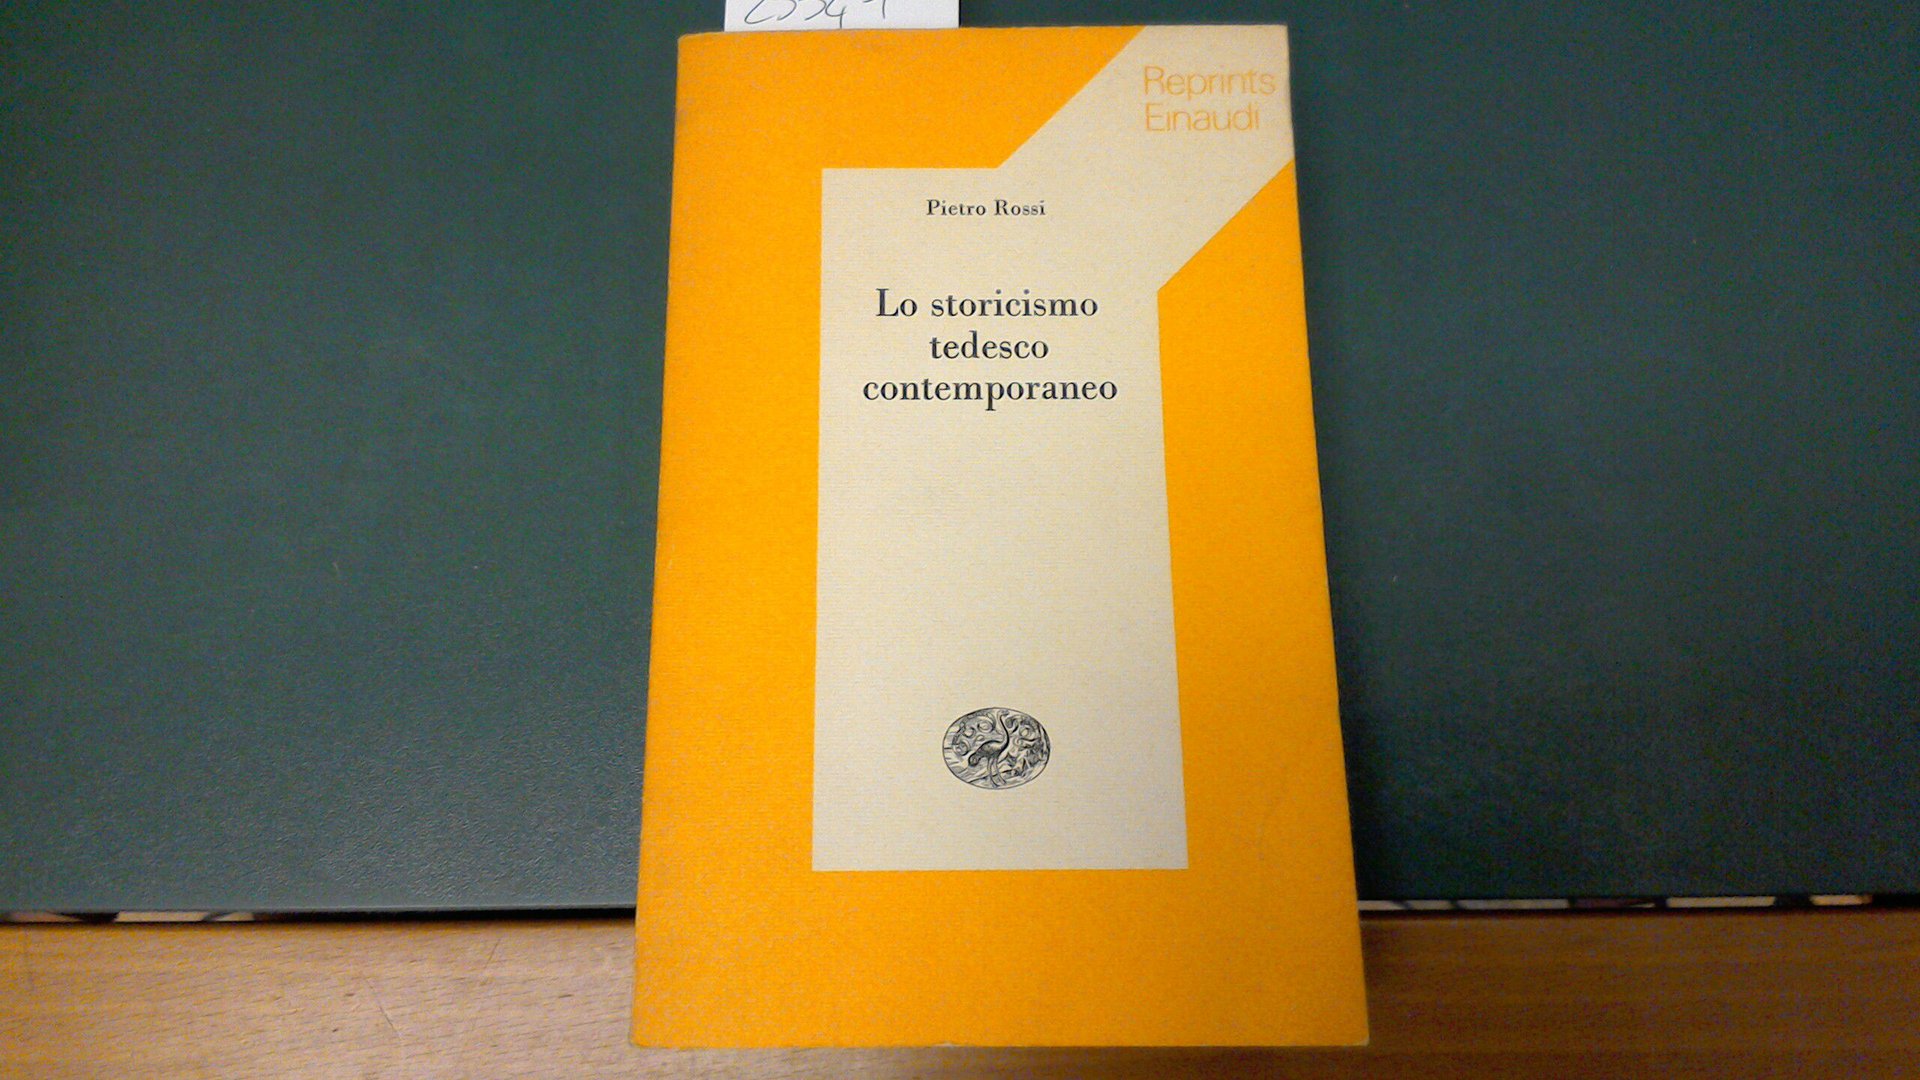 Reprints
Einaudi
Pietro Rossi
Lo storicismo
tedesco
contemporaneo